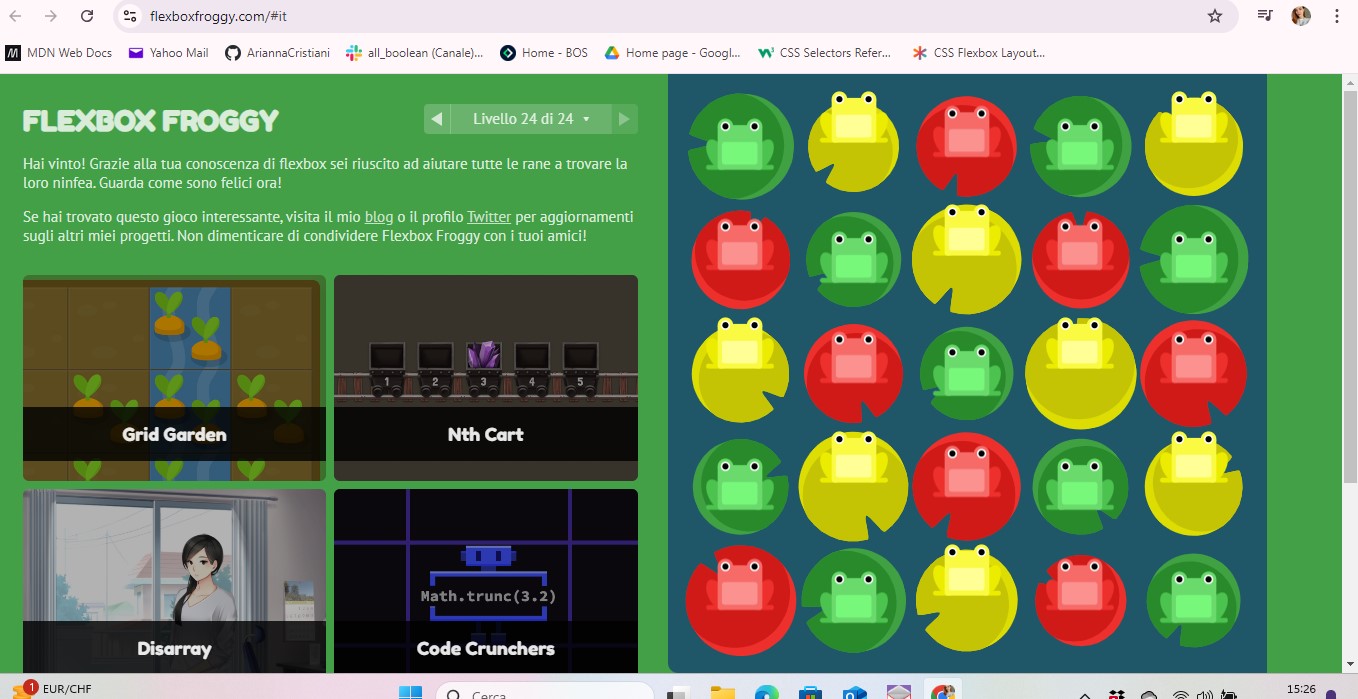 flexboxfroggy.com/#it
MDN Web Docs
Yahoo Mail
AriannaCristiani
all_boolean (Canale)...
Home - BOS
Home page - Googl...
CSS Selectors Refer...
CSS Flexbox Layout...
FLEXBOX FROGGY
Livello 24 di 24
Hai vinto! Grazie alla tua conoscenza di flexbox sei riuscito ad aiutare tutte le rane a trovare la
loro ninfea. Guarda come sono felici ora!
Se hai trovato questo gioco interessante, visita il mio blog o il profilo Twitter per aggiornamenti
sugli altri miei progetti. Non dimenticare di condividere Flexbox Froggy con i tuoi amici!
1 2 3 4 5
Grid Garden
Nth Cart
Math.trunc(3.2)
Disarray
Code Crunchers
1
EUR/CHF
Cerca
15:26